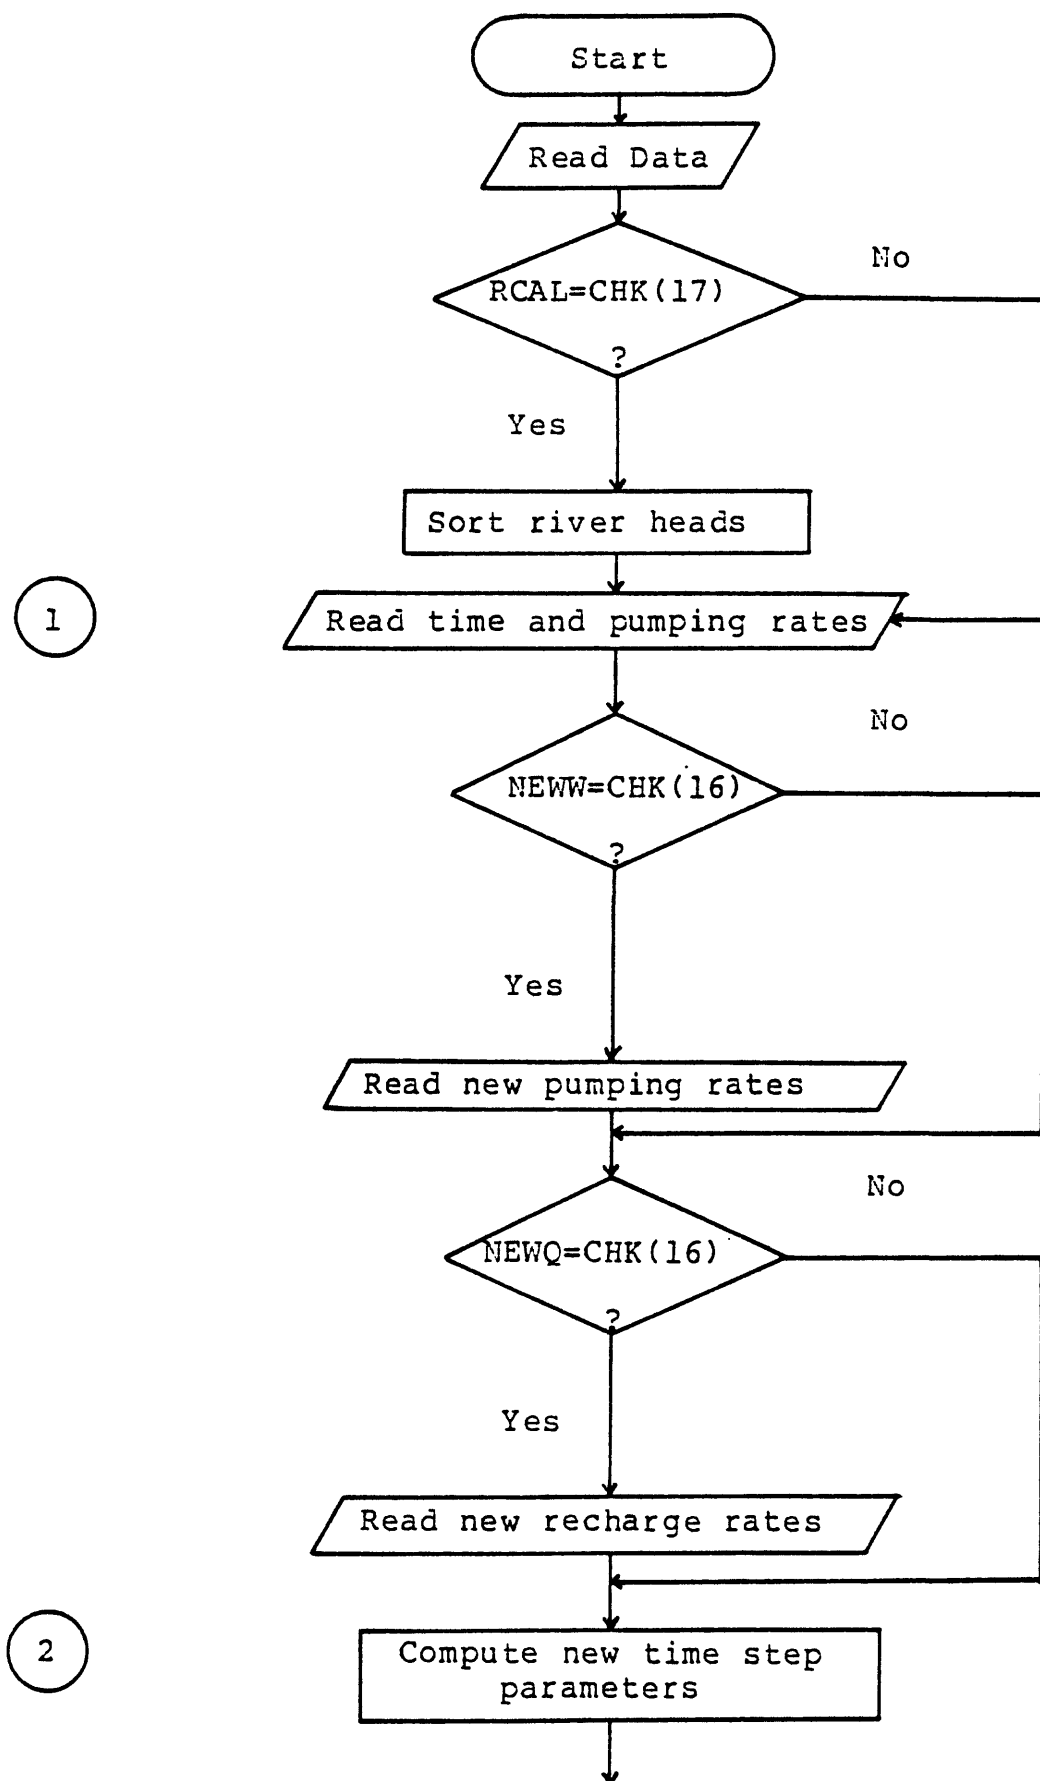 Start
Read Data
No
RCAL=CHK(17)
?
Yes
Sort river heads
1
Read time and pumping rates
No
NEWW=CHK(16)
?
Yes
Read new pumping rates
No
NEWQ=CHK(16)
?
Yes
Read new recharge rates
2
Compute new time step
parameters